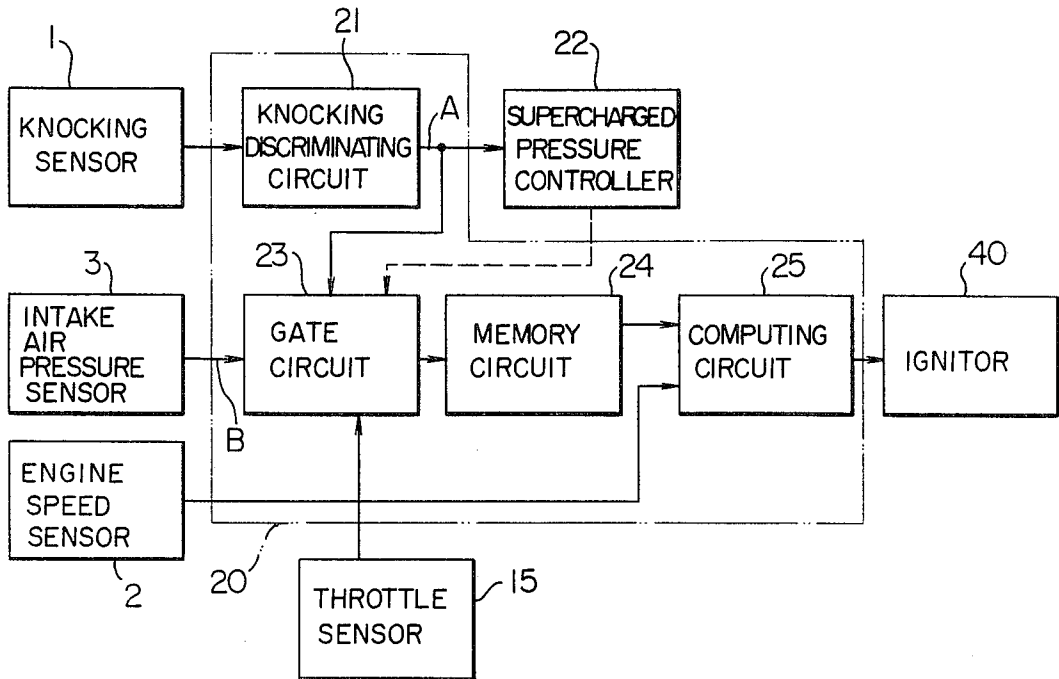 1
KNOCKING
SENSOR
21
KNOCKING
DISCRIMINATING
CIRCUIT
A
22
SUPERCHARGED
PRESSURE
CONTROLLER
3
INTAKE
AIR
PRESSURE
SENSOR
B
23
GATE
CIRCUIT
24
MEMORY
CIRCUIT
25
COMPUTING
CIRCUIT
40
IGNITOR
ENGINE
SPEED
SENSOR
2
20
THROTTLE
SENSOR
15